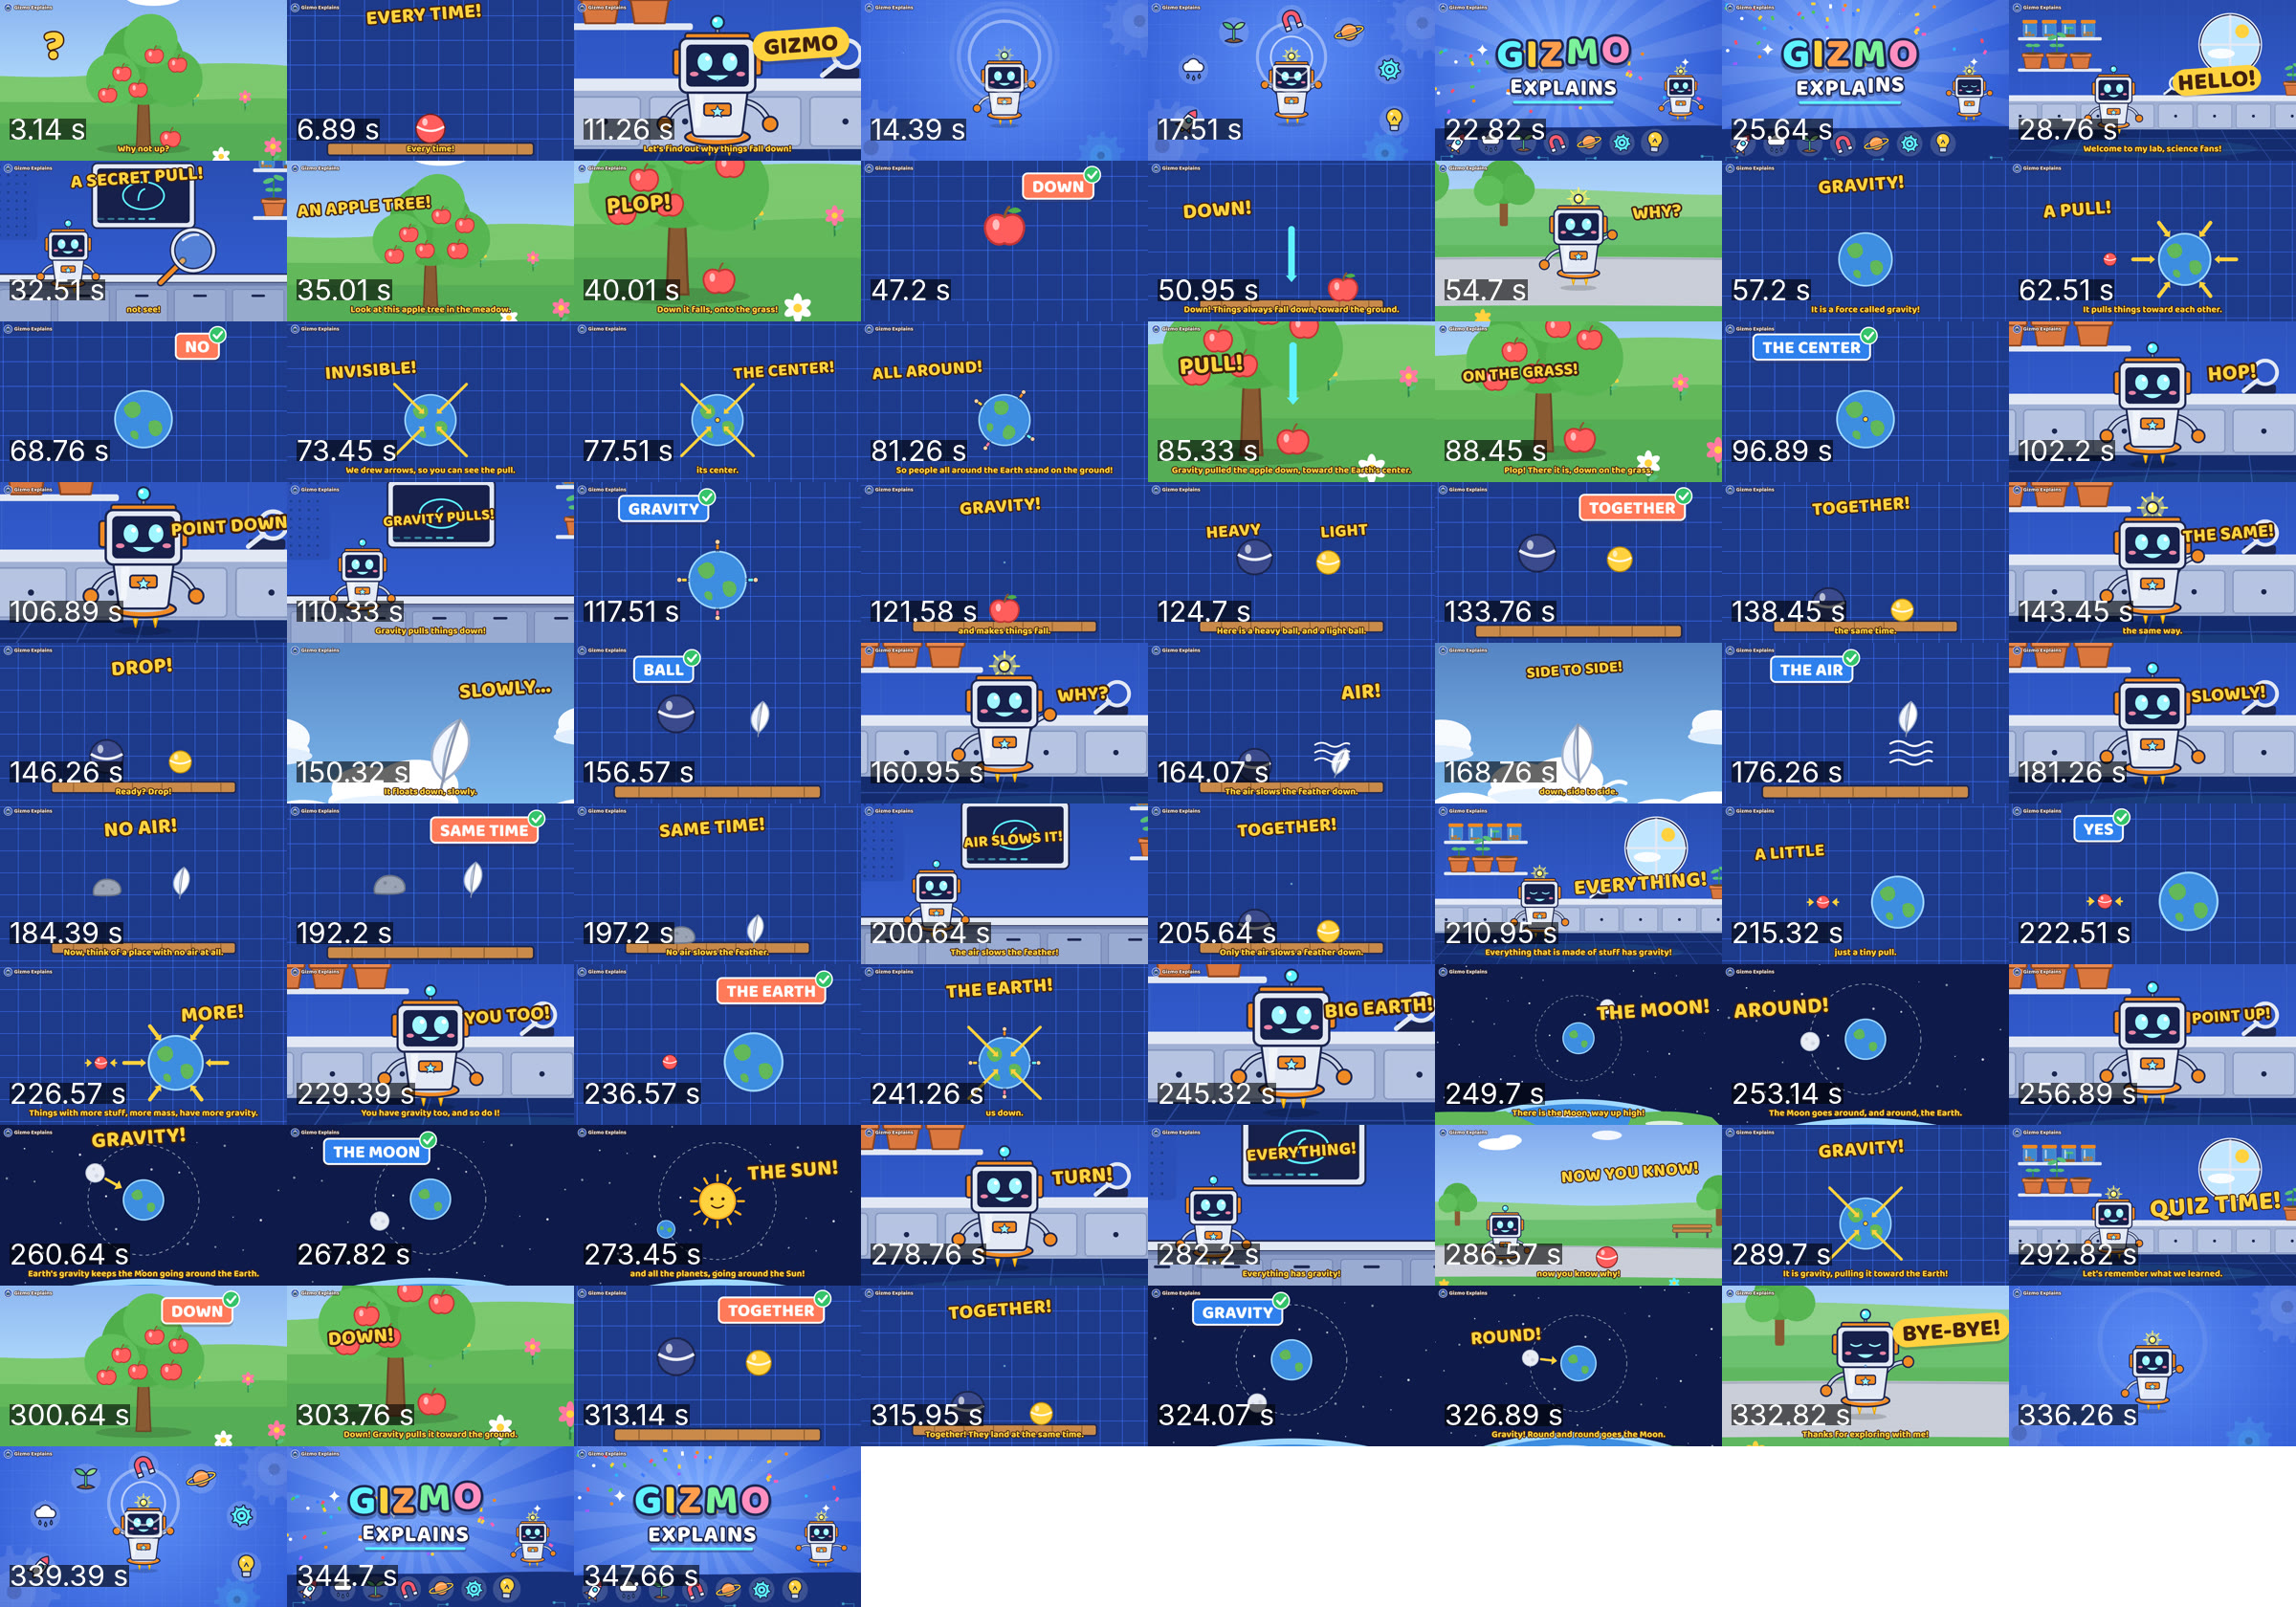 Gizmo Explains
?
Why not up?
3.14 s
EVERY TIME!
Every time!
6.89 s
GIZMO
Let's find out why things fall down!
11.26 s
14.39 s
17.51 s
GIZMO
EXPLAINS
22.82 s
GIZMO
EXPLAINS
25.64 s
HELLO!
Welcome to my lab, science fans!
28.76 s
A SECRET PULL!
not see!
32.51 s
AN APPLE TREE!
Look at this apple tree in the meadow.
35.01 s
PLOP!
Down it falls, onto the grass!
40.01 s
DOWN
47.2 s
DOWN!
Down! Things always fall down, toward the ground.
50.95 s
WHY?
54.7 s
GRAVITY!
It is a force called gravity!
57.2 s
A PULL!
It pulls things toward each other.
62.51 s
NO
68.76 s
INVISIBLE!
We drew arrows, so you can see the pull.
73.45 s
THE CENTER!
its center.
77.51 s
ALL AROUND!
So people all around the Earth stand on the ground!
81.26 s
PULL!
Gravity pulled the apple down, toward the Earth's center.
85.33 s
ON THE GRASS!
Plop! There it is, down on the grass.
88.45 s
THE CENTER
96.89 s
HOP!
102.2 s
POINT DOWN
106.89 s
GRAVITY PULLS!
Gravity pulls things down!
110.33 s
GRAVITY
117.51 s
GRAVITY!
and makes things fall.
121.58 s
HEAVY
LIGHT
Here is a heavy ball, and a light ball.
124.7 s
TOGETHER
133.76 s
TOGETHER!
the same time.
138.45 s
THE SAME!
the same way.
143.45 s
DROP!
Ready? Drop!
146.26 s
SLOWLY...
It floats down, slowly.
150.32 s
BALL
156.57 s
WHY?
160.95 s
AIR!
The air slows the feather down.
164.07 s
SIDE TO SIDE!
down, side to side.
168.76 s
THE AIR
176.26 s
SLOWLY!
181.26 s
NO AIR!
Now, think of a place with no air at all.
184.39 s
SAME TIME
192.2 s
SAME TIME!
No air slows the feather.
197.2 s
AIR SLOWS IT!
The air slows the feather!
200.64 s
TOGETHER!
Only the air slows a feather down.
205.64 s
EVERYTHING!
Everything that is made of stuff has gravity!
210.95 s
A LITTLE
just a tiny pull.
215.32 s
YES
222.51 s
MORE!
Things with more stuff, more mass, have more gravity.
226.57 s
YOU TOO!
You have gravity too, and so do I!
229.39 s
THE EARTH
236.57 s
THE EARTH!
us down.
241.26 s
BIG EARTH!
245.32 s
THE MOON!
There is the Moon, way up high!
249.7 s
AROUND!
The Moon goes around, and around, the Earth.
253.14 s
POINT UP!
256.89 s
GRAVITY!
Earth's gravity keeps the Moon going around the Earth.
260.64 s
THE MOON
267.82 s
THE SUN!
and all the planets, going around the Sun!
273.45 s
TURN!
278.76 s
EVERYTHING!
Everything has gravity!
282.2 s
NOW YOU KNOW!
now you know why!
286.57 s
GRAVITY!
It is gravity, pulling it toward the Earth!
289.7 s
QUIZ TIME!
Let's remember what we learned.
292.82 s
DOWN
300.64 s
DOWN!
Down! Gravity pulls it toward the ground.
303.76 s
TOGETHER
313.14 s
TOGETHER!
Together! They land at the same time.
315.95 s
GRAVITY
324.07 s
ROUND!
Gravity! Round and round goes the Moon.
326.89 s
BYE-BYE!
Thanks for exploring with me!
332.82 s
336.26 s
339.39 s
GIZMO
EXPLAINS
344.7 s
GIZMO
EXPLAINS
347.66 s